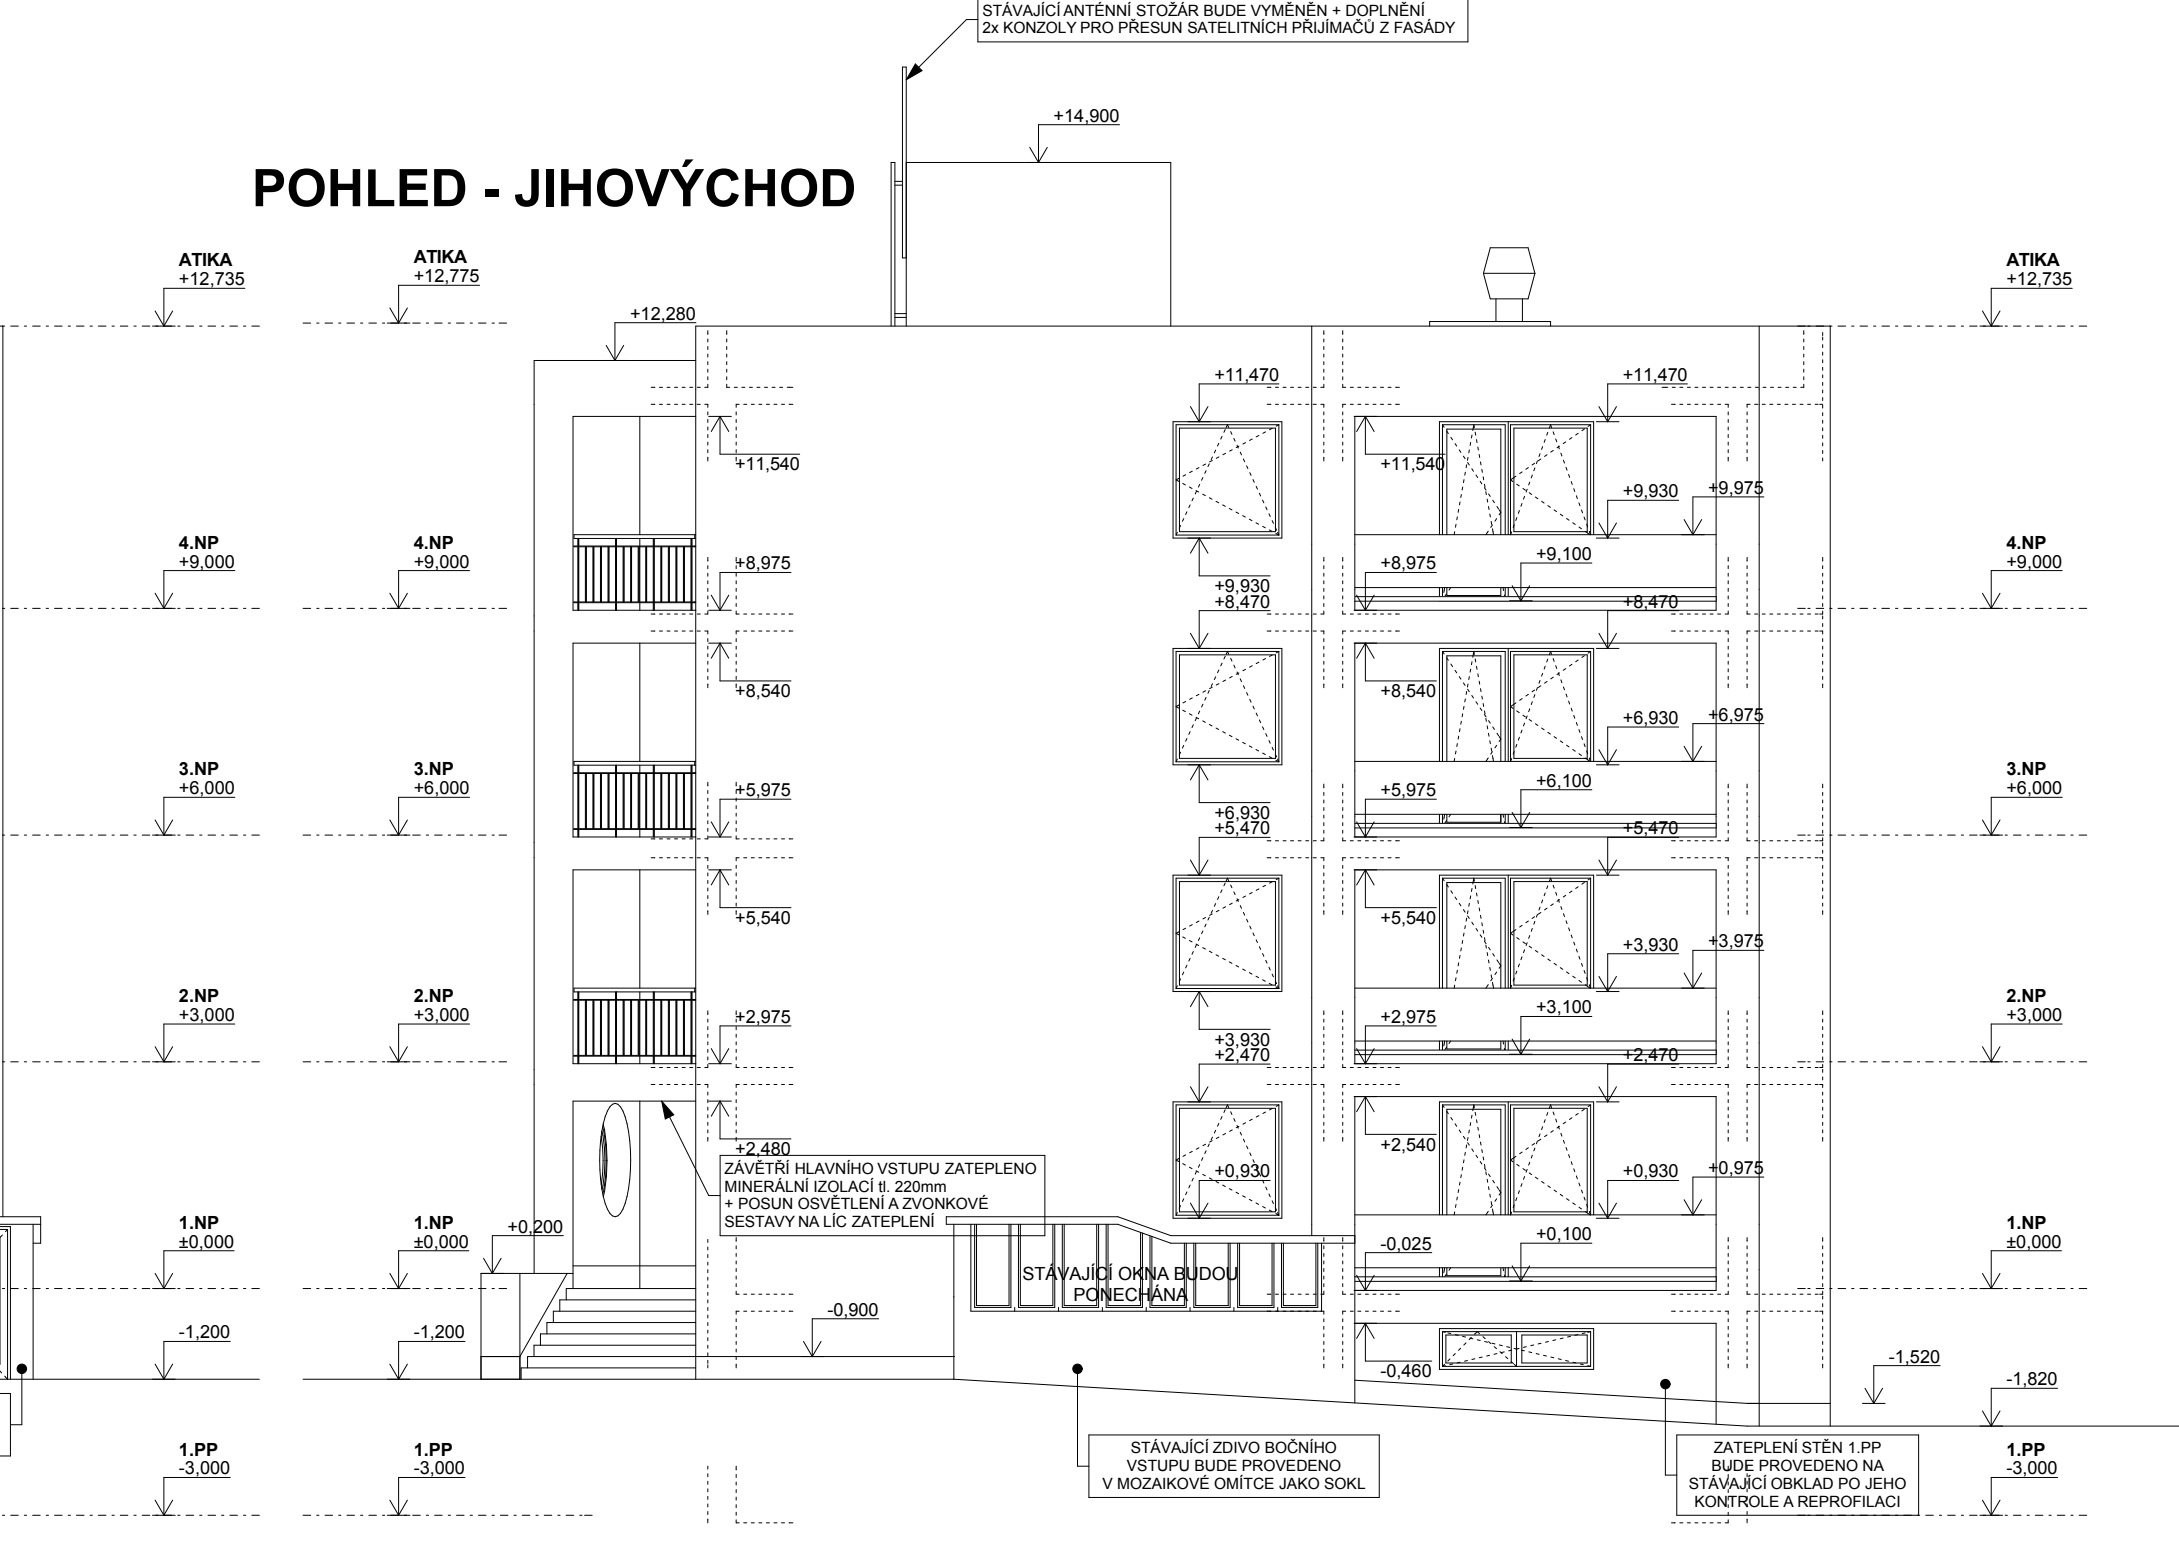 STÁVAJÍCÍ ANTÉNNÍ STOŽÁR BUDE VYMĚNĚN + DOPLNĚNÍ
2x KONZOLY PRO PŘESUN SATELITNÍCH PŘIJÍMAČŮ Z FASÁDY
+14,900
POHLED - JIHOVÝCHOD
ATIKA
+12,735
ATIKA
+12,775
ATIKA
+12,735
+12,280
+11,470
+11,470
+11,540
+11,540
+9,930
+9,975
4.NP
+9,000
4.NP
+9,000
4.NP
+9,000
+8,975
+8,975
+9,100
+9,930
+8,470
+8,470
+8,540
+8,540
+6,930
+6,975
3.NP
+6,000
3.NP
+6,000
3.NP
+6,000
+5,975
+5,975
+6,100
+6,930
+5,470
+5,470
+5,540
+5,540
+3,930
+3,975
2.NP
+3,000
2.NP
+3,000
2.NP
+3,000
+2,975
+2,975
+3,100
+3,930
+2,470
+2,470
+2,480
+2,540
ZÁVĚTŘÍ HLAVNÍHO VSTUPU ZATEPLENO
MINERÁLNÍ IZOLACÍ tl. 220mm
+ POSUN OSVĚTLENÍ A ZVONKOVÉ
SESTAVY NA LÍC ZATEPLENÍ
+0,930
+0,930
+0,975
1.NP
±0,000
1.NP
±0,000
1.NP
±0,000
+0,200
-0,025
+0,100
STÁVAJÍCÍ OKNA BUDOU
PONECHÁNA
-0,900
-1,200
-1,200
-0,460
-1,520
-1,820
1.PP
-3,000
1.PP
-3,000
STÁVAJÍCÍ ZDIVO BOČNÍHO
VSTUPU BUDE PROVEDENO
V MOZAIKOVÉ OMÍTCE JAKO SOKL
ZATEPLENÍ STĚN 1.PP
BUDE PROVEDENO NA
STÁVAJÍCÍ OBKLAD PO JEHO
KONTROLE A REPROFILACI
1.PP
-3,000